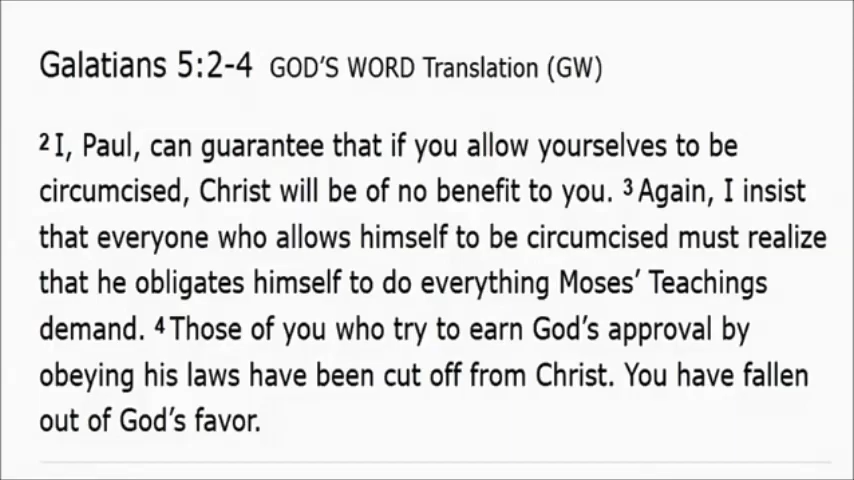 Galatians 5:2-4 GOD'S WORD Translation (GW)
2 I, Paul, can guarantee that if you allow yourselves to be
circumcised, Christ will be of no benefit to you. 3 Again, I insist
that everyone who allows himself to be circumcised must realize
that he obligates himself to do everything Moses' Teachings
demand. 4 Those of you who try to earn God's approval by
obeying his laws have been cut off from Christ. You have fallen
out of God's favor.